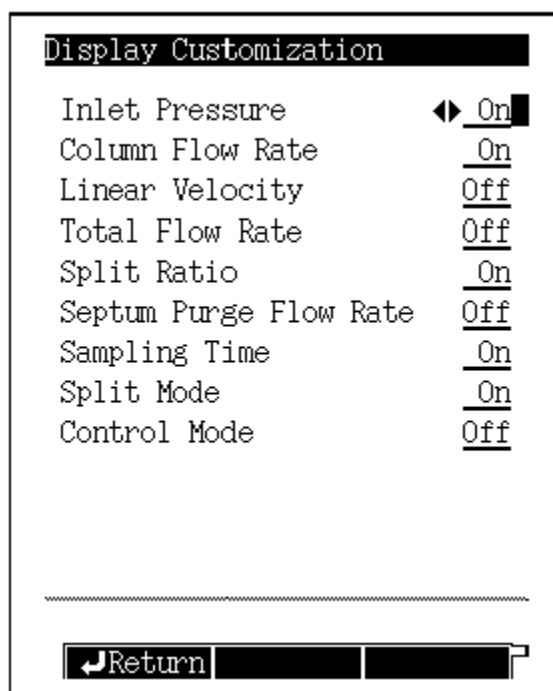 Display Customization
Inlet Pressure ◆ On
Column Flow Rate On
Linear Velocity Off
Total Flow Rate Off
Split Ratio On
Septum Purge Flow Rate Off
Sampling Time On
Split Mode On
Control Mode Off
↵Return